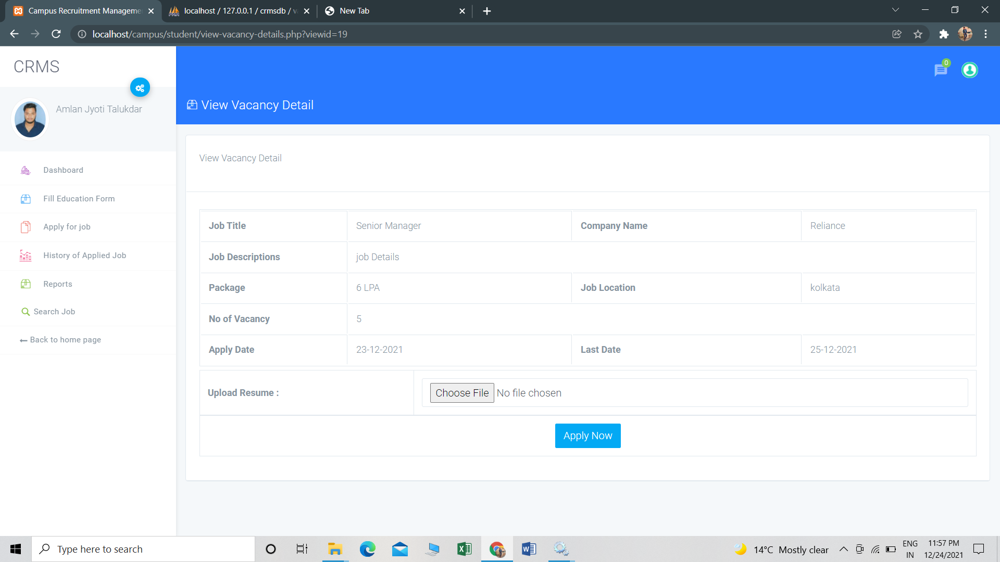 Campus Recruitment Manageme
localhost / 127.0.0.1 / crmsdb / va
New Tab
localhost/campus/student/view-vacancy-details.php?viewid=19
CRMS
0
Amlan Jyoti Talukdar
View Vacancy Detail
Dashboard
Fill Education Form
Apply for job
History of Applied Job
Reports
Search Job
Back to home page
View Vacancy Detail
Job Title Senior Manager Company Name Reliance
Job Descriptions job Details
Package 6 LPA Job Location kolkata
No of Vacancy 5
Apply Date 23-12-2021 Last Date 25-12-2021
Upload Resume : Choose File No file chosen
Apply Now
Type here to search
14°C Mostly clear
ENG
IN
11:57 PM
12/24/2021